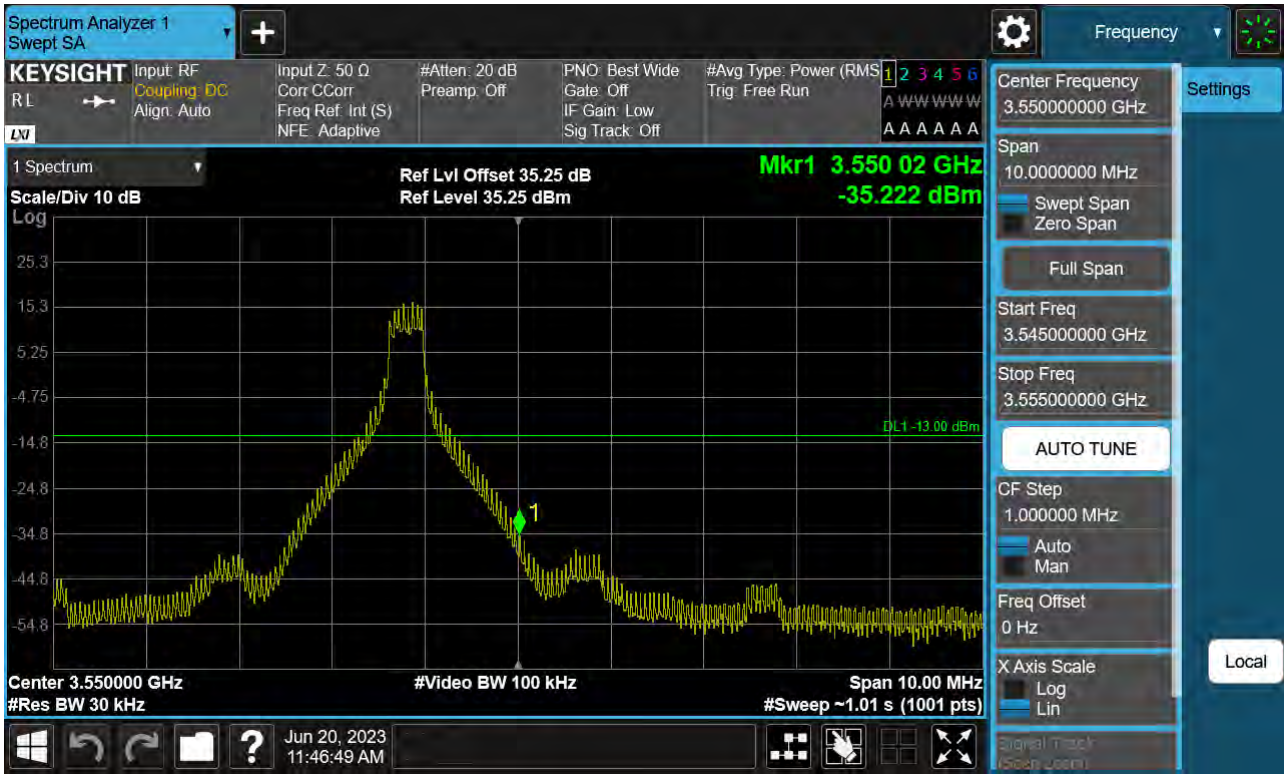 Spectrum Analyzer 1
Swept SA
+
Frequency
KEYSIGHT
RL
LXI
Input: RF
Coupling: DC
Align: Auto
Input Z: 50 Ω
Corr CCorr
Freq Ref: Int (S)
NFE: Adaptive
#Atten: 20 dB
Preamp: Off
PNO: Best Wide
Gate: Off
IF Gain: Low
Sig Track: Off
#Avg Type: Power (RMS
Trig: Free Run
1 2 3 4 5 6
A W W W W W
A A A A A A
1 Spectrum
Scale/Div 10 dB
Log
Ref Lvl Offset 35.25 dB
Ref Level 35.25 dBm
Mkr1 3.550 02 GHz
-35.222 dBm
25.3
15.3
5.25
-4.75
-14.8
-24.8
-34.8
-44.8
-54.8
DL1 -13.00 dBm
1
Center 3.550000 GHz
#Res BW 30 kHz
#Video BW 100 kHz
Span 10.00 MHz
#Sweep ~1.01 s (1001 pts)
Center Frequency
3.550000000 GHz
Span
10.0000000 MHz
Swept Span
Zero Span
Full Span
Start Freq
3.545000000 GHz
Stop Freq
3.555000000 GHz
AUTO TUNE
CF Step
1.000000 MHz
Auto
Man
Freq Offset
0 Hz
X Axis Scale
Log
Lin
Signal Track
(Span Zoom)
Settings
Local
?
Jun 20, 2023
11:46:49 AM